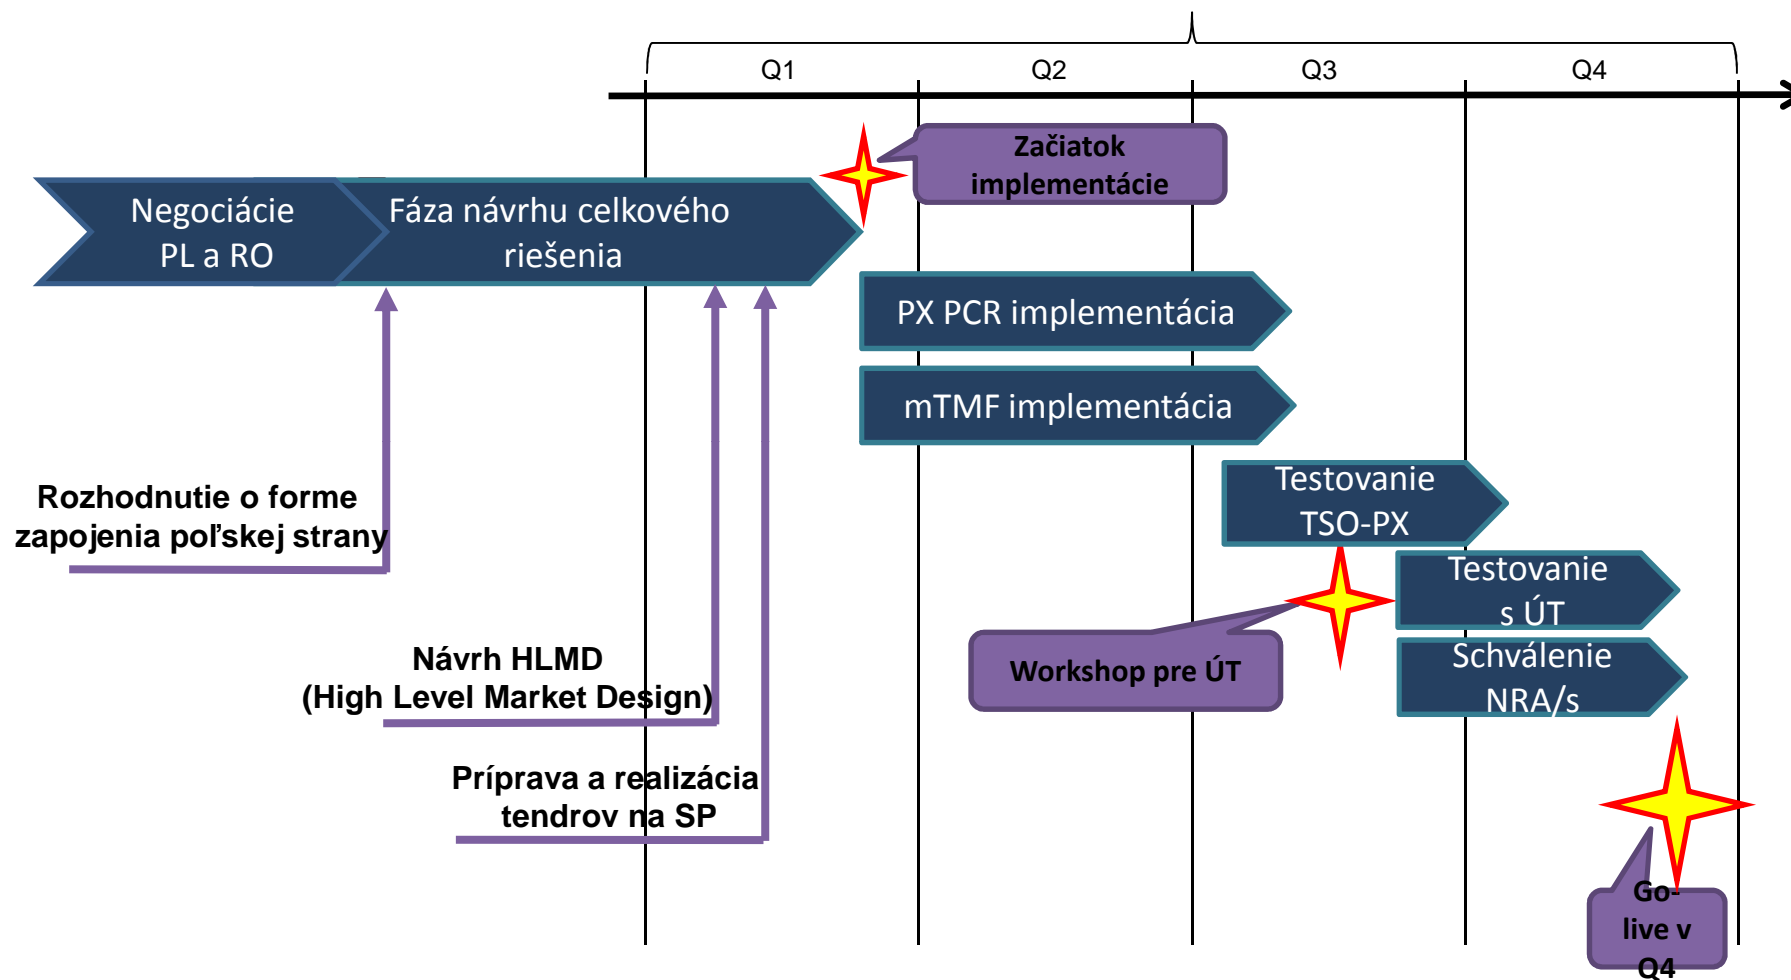 Q1
Q2
Q3
Q4
Začiatok
implementácie
Negociácie
PL a RO
Fáza návrhu celkového
riešenia
PX PCR implementácia
mTMF implementácia
Testovanie
TSO-PX
Rozhodnutie o forme
zapojenia poľskej strany
Testovanie
s ÚT
Workshop pre ÚT
Schválenie
NRA/s
Návrh HLMD
(High Level Market Design)
Príprava a realizácia
tendrov na SP
Go-
live v
Q4